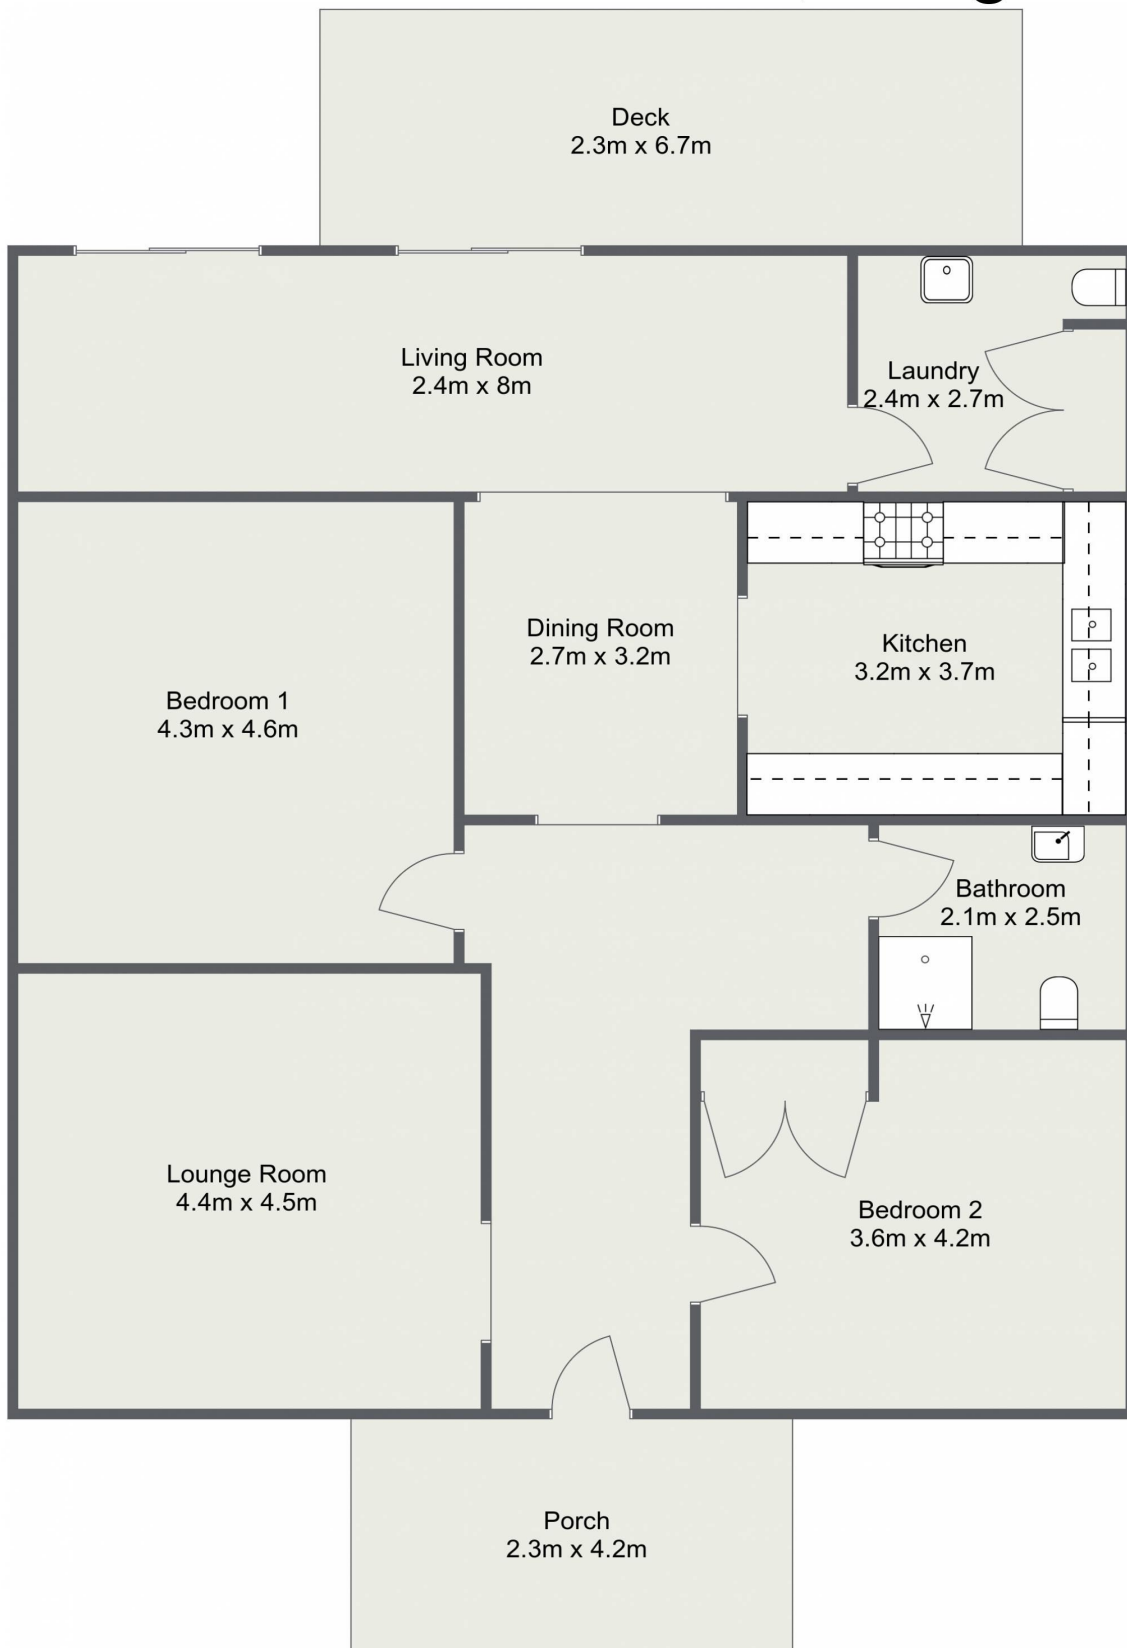 Deck
2.3m x 6.7m
Living Room
2.4m x 8m
Laundry
2.4m x 2.7m
Dining Room
2.7m x 3.2m
Kitchen
3.2m x 3.7m
Bedroom 1
4.3m x 4.6m
Bathroom
2.1m x 2.5m
Lounge Room
4.4m x 4.5m
Bedroom 2
3.6m x 4.2m
Porch
2.3m x 4.2m